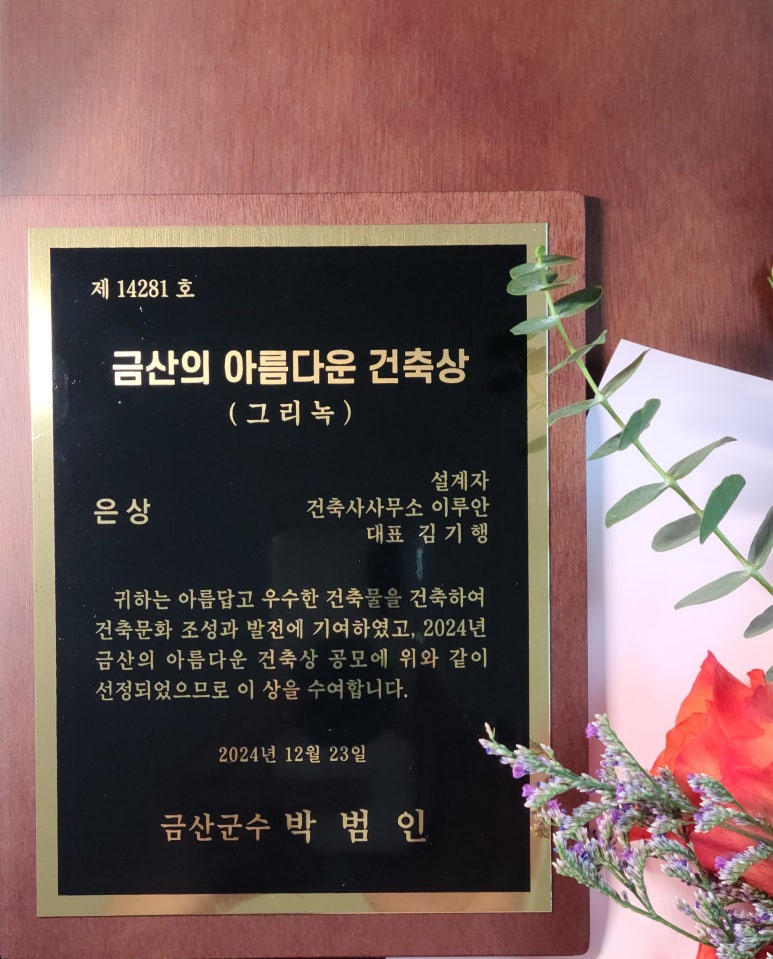 제 14281 호
금산의 아름다운 건축상
(그리녹)
설계자
은상
건축사사무소 이루안
대표 김기행
귀하는 아름답고 우수한 건축물을 건축하여
건축문화 조성과 발전에 기여하였고, 2024년
금산의 아름다운 건축상 공모에 위와 같이
선정되었으므로 이 상을 수여합니다.
2024년 12월 23일
금산군수 박 범 인